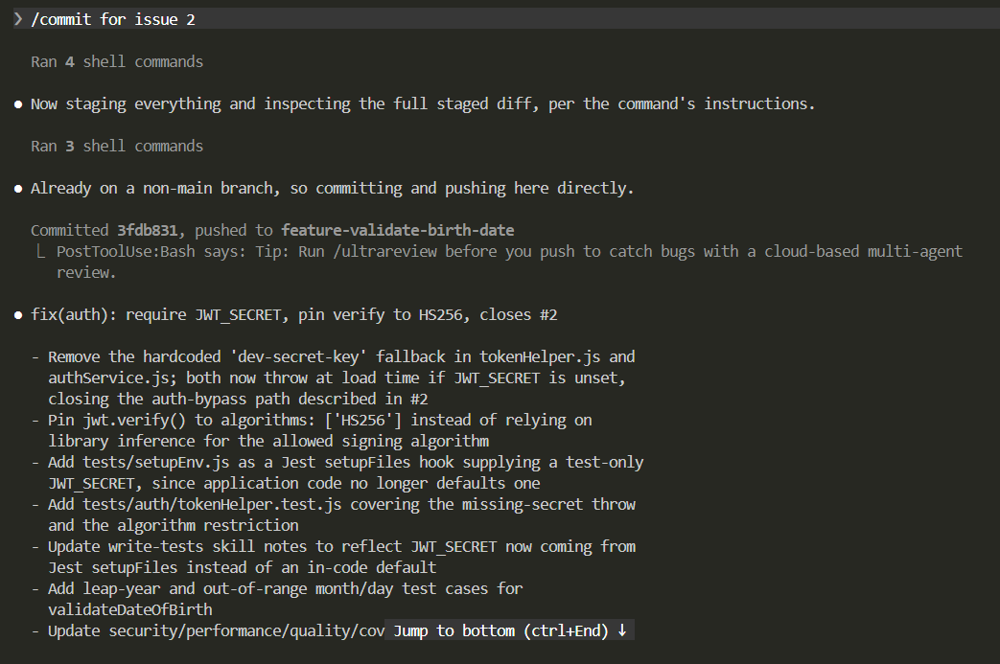 ❯ /commit for issue 2
Ran 4 shell commands
● Now staging everything and inspecting the full staged diff, per the command's instructions.
Ran 3 shell commands
● Already on a non-main branch, so committing and pushing here directly.
Committed 3fdb831, pushed to feature-validate-birth-date
⎿ PostToolUse:Bash says: Tip: Run /ultrareview before you push to catch bugs with a cloud-based multi-agent
review.
● fix(auth): require JWT_SECRET, pin verify to HS256, closes #2
- Remove the hardcoded 'dev-secret-key' fallback in tokenHelper.js and
authService.js; both now throw at load time if JWT_SECRET is unset,
closing the auth-bypass path described in #2
- Pin jwt.verify() to algorithms: ['HS256'] instead of relying on
library inference for the allowed signing algorithm
- Add tests/setupEnv.js as a Jest setupFiles hook supplying a test-only
JWT_SECRET, since application code no longer defaults one
- Add tests/auth/tokenHelper.test.js covering the missing-secret throw
and the algorithm restriction
- Update write-tests skill notes to reflect JWT_SECRET now coming from
Jest setupFiles instead of an in-code default
- Add leap-year and out-of-range month/day test cases for
validateDateOfBirth
- Update security/performance/quality/cov Jump to bottom (ctrl+End) ↓